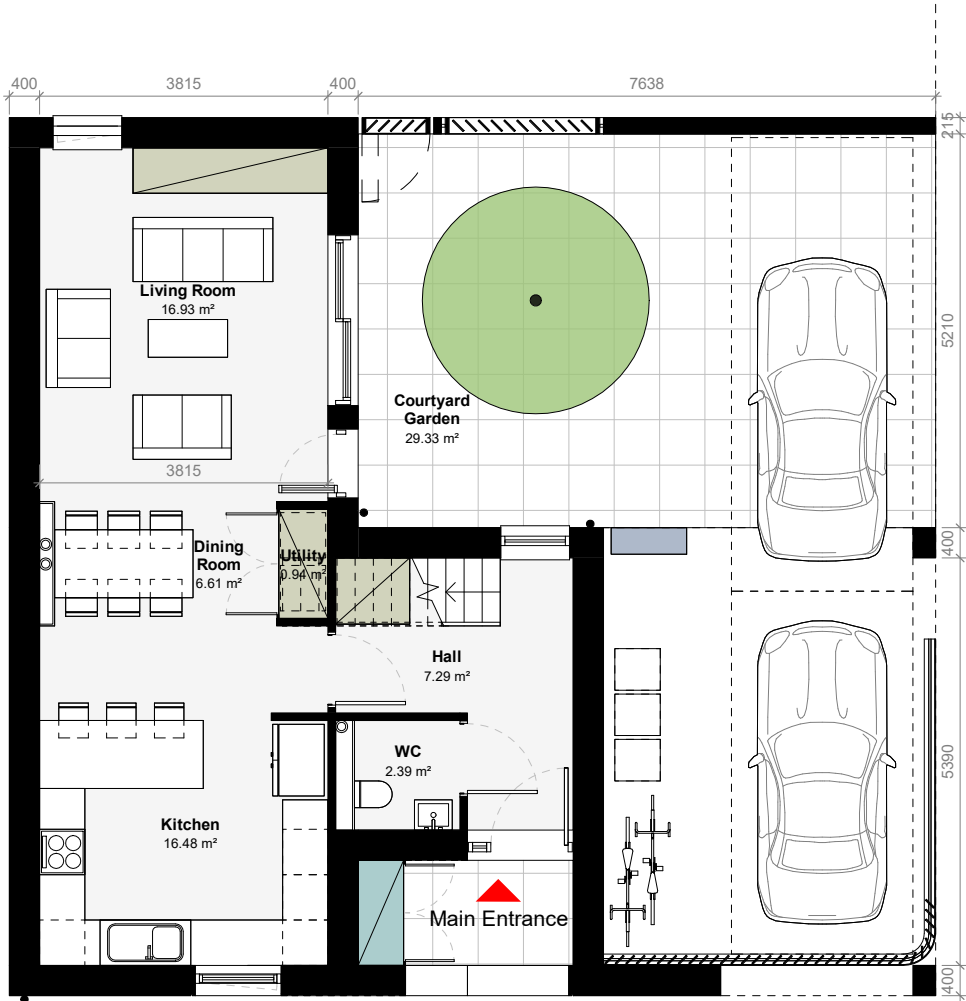 400
3815
400
7638
215
Living Room
16.93 m²
5210
Courtyard
Garden
29.33 m²
3815
Dining
Room
6.61 m²
Utility
0.94 m²
400
Hall
7.29 m²
WC
2.39 m²
5390
Kitchen
16.48 m²
Main Entrance
400